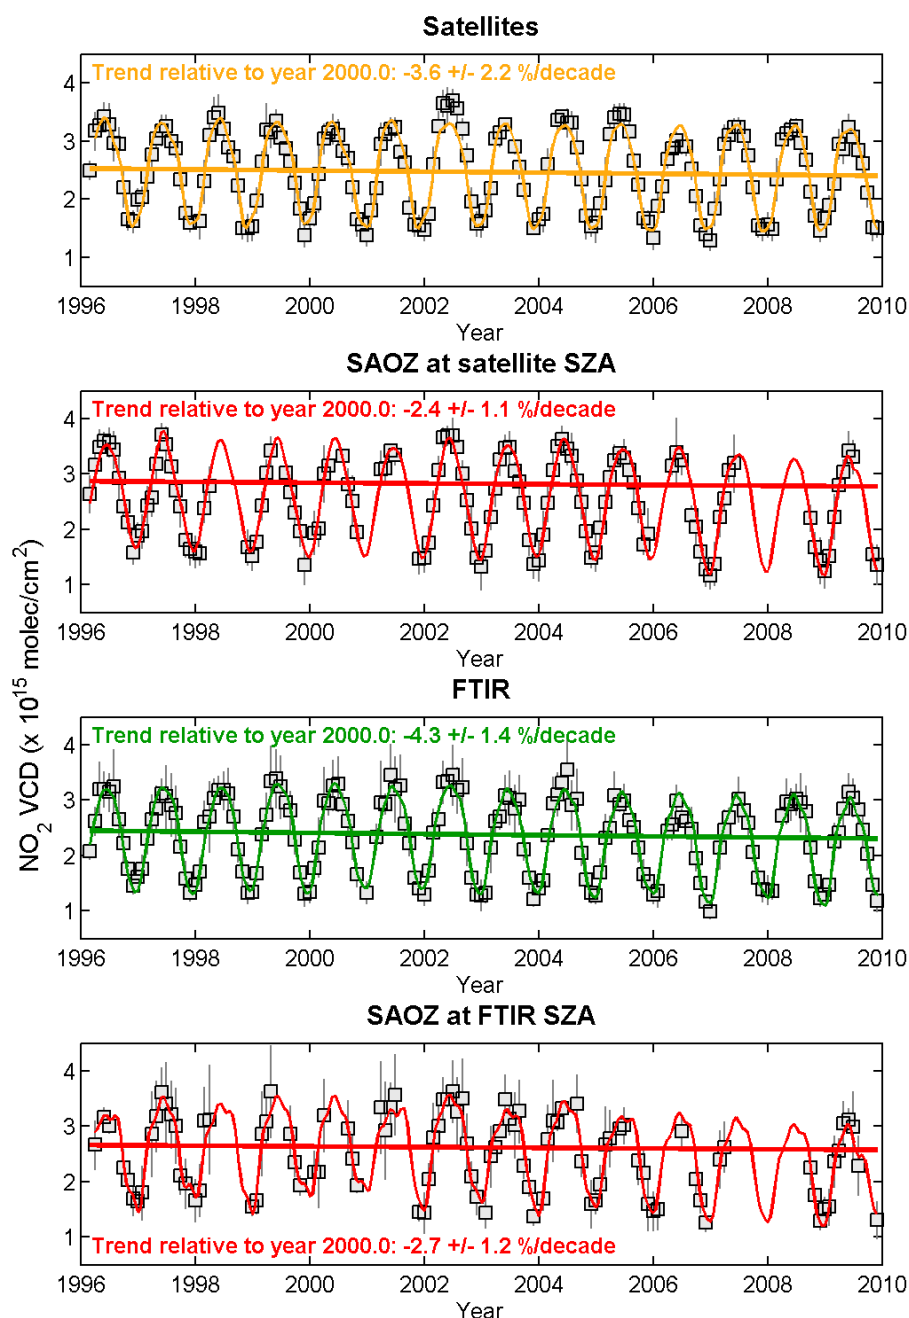 Satellites
Trend relative to year 2000.0: -3.6 +/- 2.2 %/decade
4
3
2
1
1996 1998 2000 2002 2004 2006 2008 2010
Year
SAOZ at satellite SZA
Trend relative to year 2000.0: -2.4 +/- 1.1 %/decade
4
3
2
1
1996 1998 2000 2002 2004 2006 2008 2010
Year
NO₂ VCD (x 10¹⁵ molec/cm²)
FTIR
Trend relative to year 2000.0: -4.3 +/- 1.4 %/decade
4
3
2
1
1996 1998 2000 2002 2004 2006 2008 2010
Year
SAOZ at FTIR SZA
4
3
2
1
Trend relative to year 2000.0: -2.7 +/- 1.2 %/decade
1996 1998 2000 2002 2004 2006 2008 2010
Year